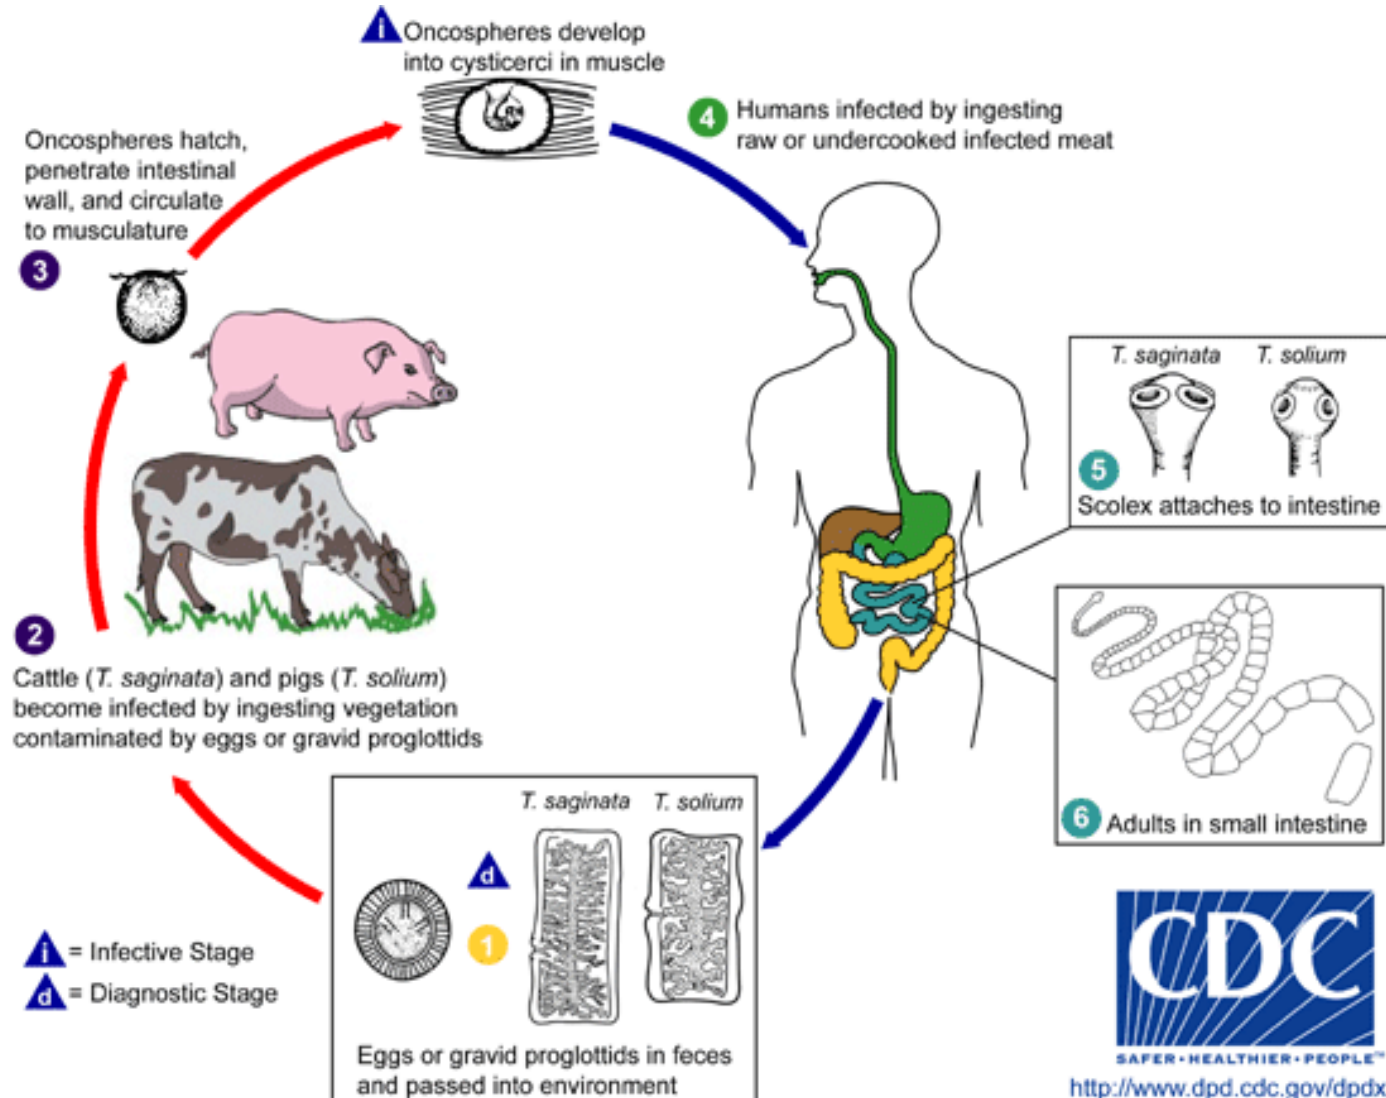 i
Oncospheres develop
into cysticerci in muscle
4
Humans infected by ingesting
raw or undercooked infected meat
Oncospheres hatch,
penetrate intestinal
wall, and circulate
to musculature
3
T. saginata T. solium
5
Scolex attaches to intestine
2
Cattle (T. saginata) and pigs (T. solium)
become infected by ingesting vegetation
contaminated by eggs or gravid proglottids
6 Adults in small intestine
T. saginata T. solium
d
1
Eggs or gravid proglottids in feces
and passed into environment
i = Infective Stage
d = Diagnostic Stage
CDC
SAFER•HEALTHIER•PEOPLE™
http://www.dpd.cdc.gov/dpdx